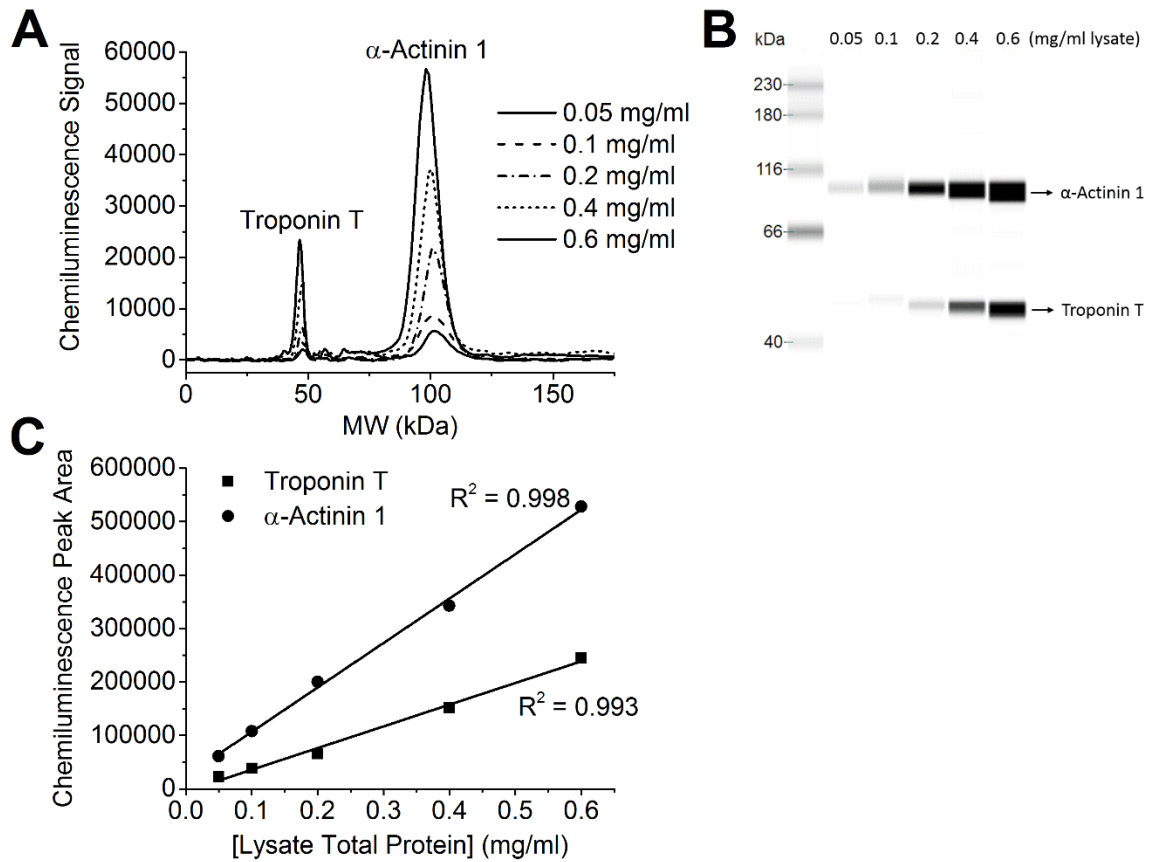 A
α-Actinin 1
Troponin T
0.05 mg/ml
0.1 mg/ml
0.2 mg/ml
0.4 mg/ml
0.6 mg/ml
60000
50000
40000
30000
20000
10000
0
Chemiluminescence Signal
0 50 100 150
MW (kDa)
B
kDa 0.05 0.1 0.2 0.4 0.6 (mg/ml lysate)
230
180
116
α-Actinin 1
66
Troponin T
40
C
Troponin T
α-Actinin 1
R² = 0.998
R² = 0.993
600000
500000
400000
300000
200000
100000
0
Chemiluminescence Peak Area
0.0 0.1 0.2 0.3 0.4 0.5 0.6
[Lysate Total Protein] (mg/ml)